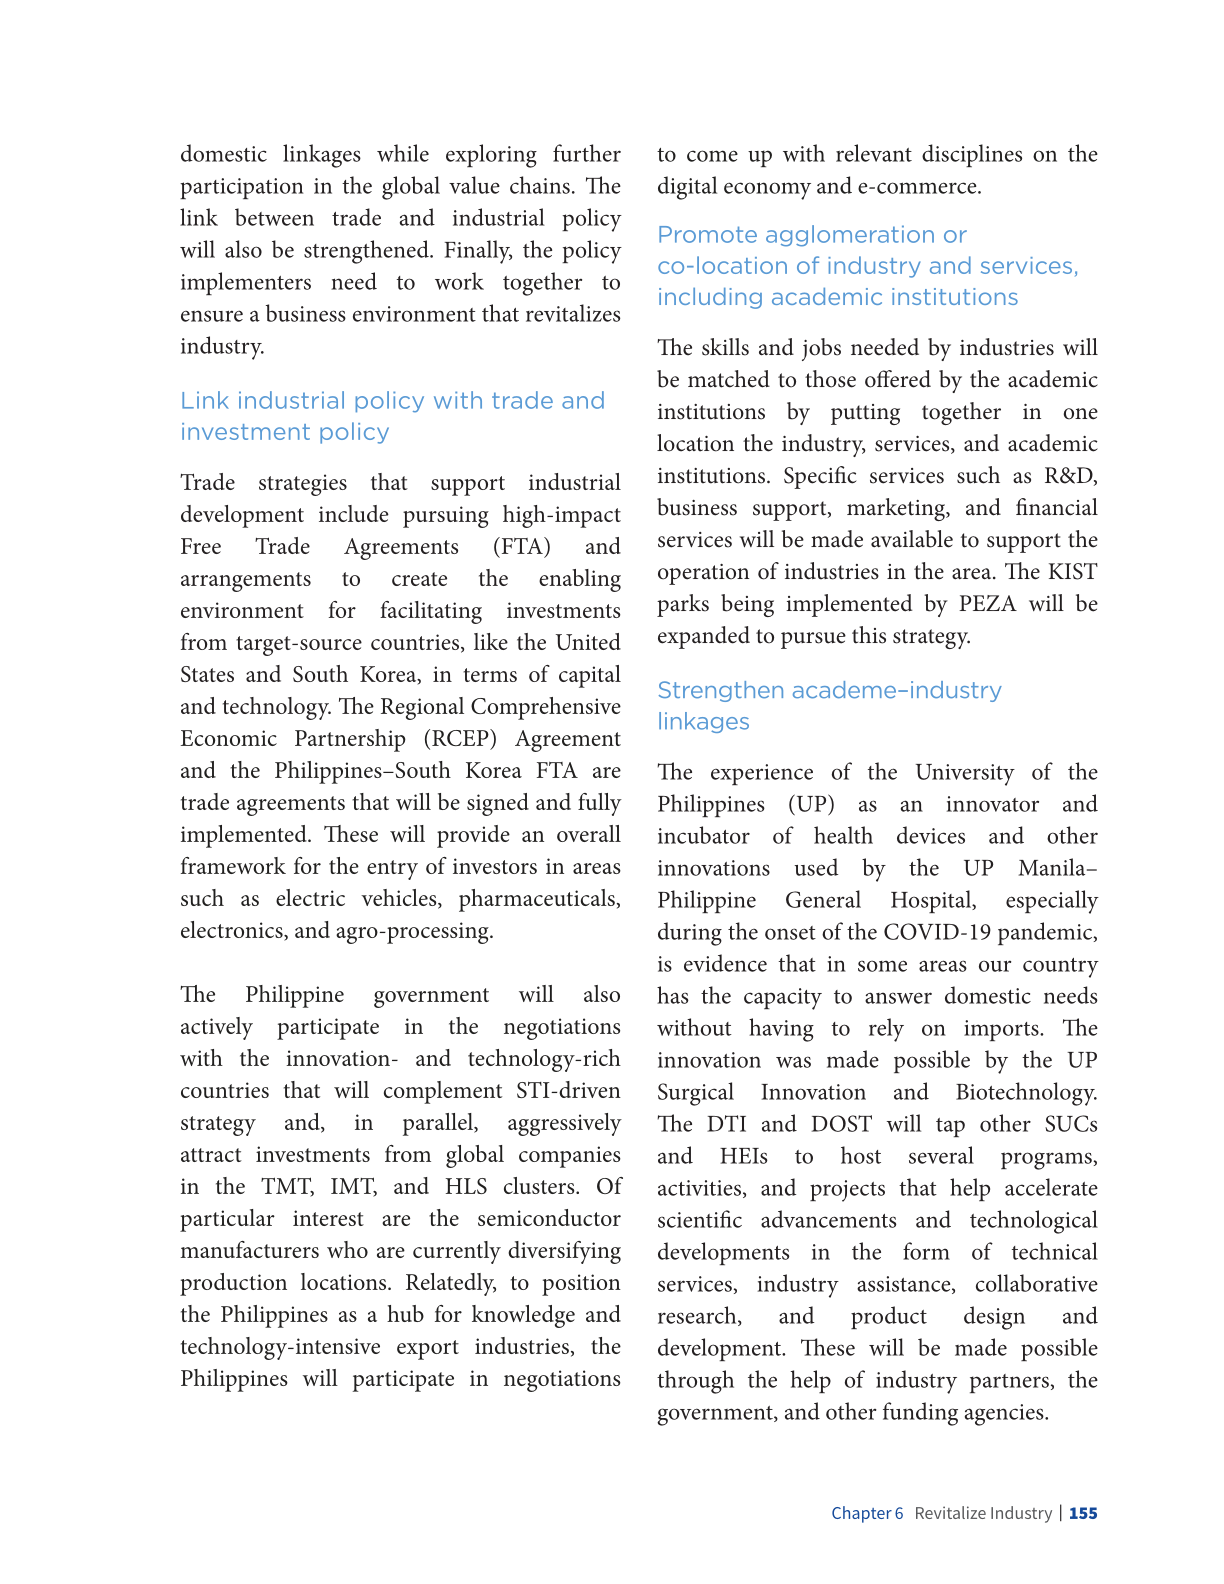 domestic linkages while exploring further
participation in the global value chains. The
link between trade and industrial policy
will also be strengthened. Finally, the policy
implementers need to work together to
ensure a business environment that revitalizes
industry.
Link industrial policy with trade and
investment policy
Trade strategies that support industrial
development include pursuing high-impact
Free Trade Agreements (FTA) and
arrangements to create the enabling
environment for facilitating investments
from target-source countries, like the United
States and South Korea, in terms of capital
and technology. The Regional Comprehensive
Economic Partnership (RCEP) Agreement
and the Philippines–South Korea FTA are
trade agreements that will be signed and fully
implemented. These will provide an overall
framework for the entry of investors in areas
such as electric vehicles, pharmaceuticals,
electronics, and agro-processing.
The Philippine government will also
actively participate in the negotiations
with the innovation- and technology-rich
countries that will complement STI-driven
strategy and, in parallel, aggressively
attract investments from global companies
in the TMT, IMT, and HLS clusters. Of
particular interest are the semiconductor
manufacturers who are currently diversifying
production locations. Relatedly, to position
the Philippines as a hub for knowledge and
technology-intensive export industries, the
Philippines will participate in negotiations
to come up with relevant disciplines on the
digital economy and e-commerce.
Promote agglomeration or
co-location of industry and services,
including academic institutions
The skills and jobs needed by industries will
be matched to those offered by the academic
institutions by putting together in one
location the industry, services, and academic
institutions. Specific services such as R&D,
business support, marketing, and financial
services will be made available to support the
operation of industries in the area. The KIST
parks being implemented by PEZA will be
expanded to pursue this strategy.
Strengthen academe–industry
linkages
The experience of the University of the
Philippines (UP) as an innovator and
incubator of health devices and other
innovations used by the UP Manila–
Philippine General Hospital, especially
during the onset of the COVID-19 pandemic,
is evidence that in some areas our country
has the capacity to answer domestic needs
without having to rely on imports. The
innovation was made possible by the UP
Surgical Innovation and Biotechnology.
The DTI and DOST will tap other SUCs
and HEIs to host several programs,
activities, and projects that help accelerate
scientific advancements and technological
developments in the form of technical
services, industry assistance, collaborative
research, and product design and
development. These will be made possible
through the help of industry partners, the
government, and other funding agencies.
Chapter 6 Revitalize Industry | 155